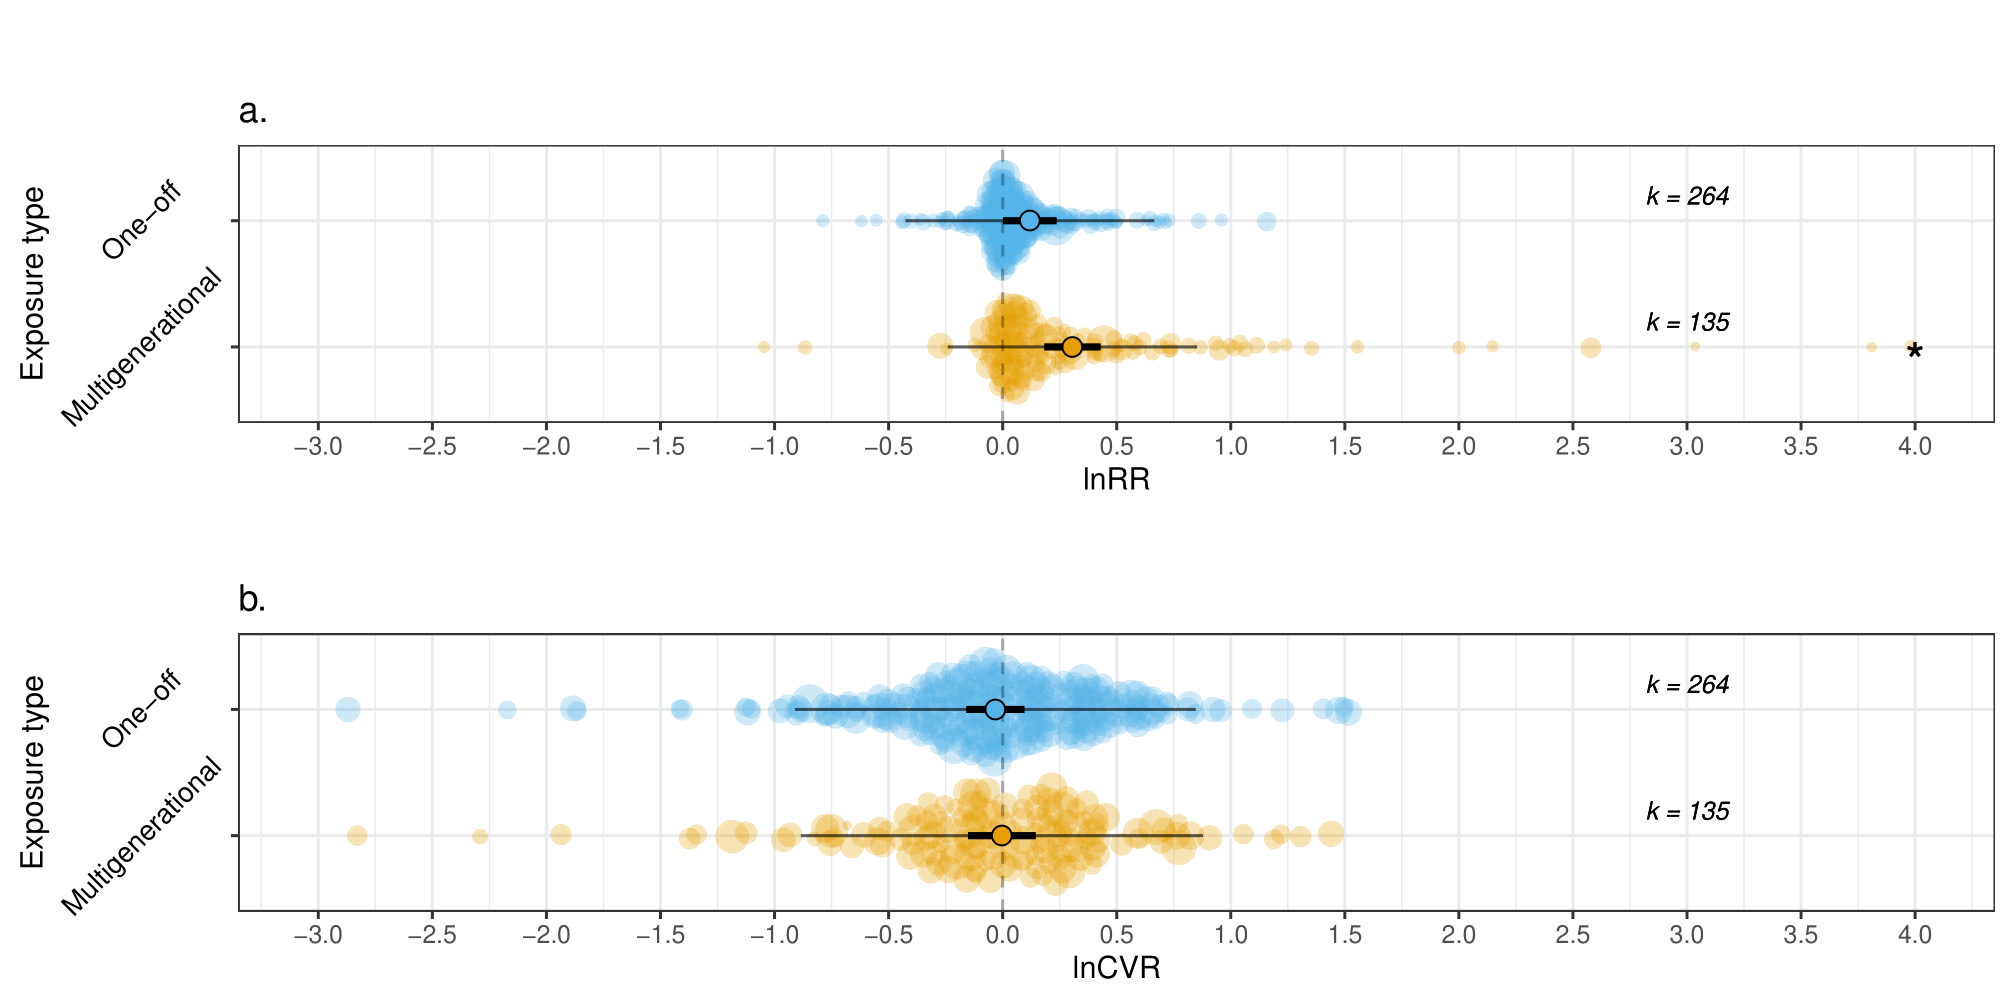 a.
Exposure type
One−off
Multigenerational
k = 264
k = 135
*
−3.0 −2.5 −2.0 −1.5 −1.0 −0.5 0.0 0.5 1.0 1.5 2.0 2.5 3.0 3.5 4.0
lnRR
b.
Exposure type
One−off
Multigenerational
k = 264
k = 135
−3.0 −2.5 −2.0 −1.5 −1.0 −0.5 0.0 0.5 1.0 1.5 2.0 2.5 3.0 3.5 4.0
lnCVR